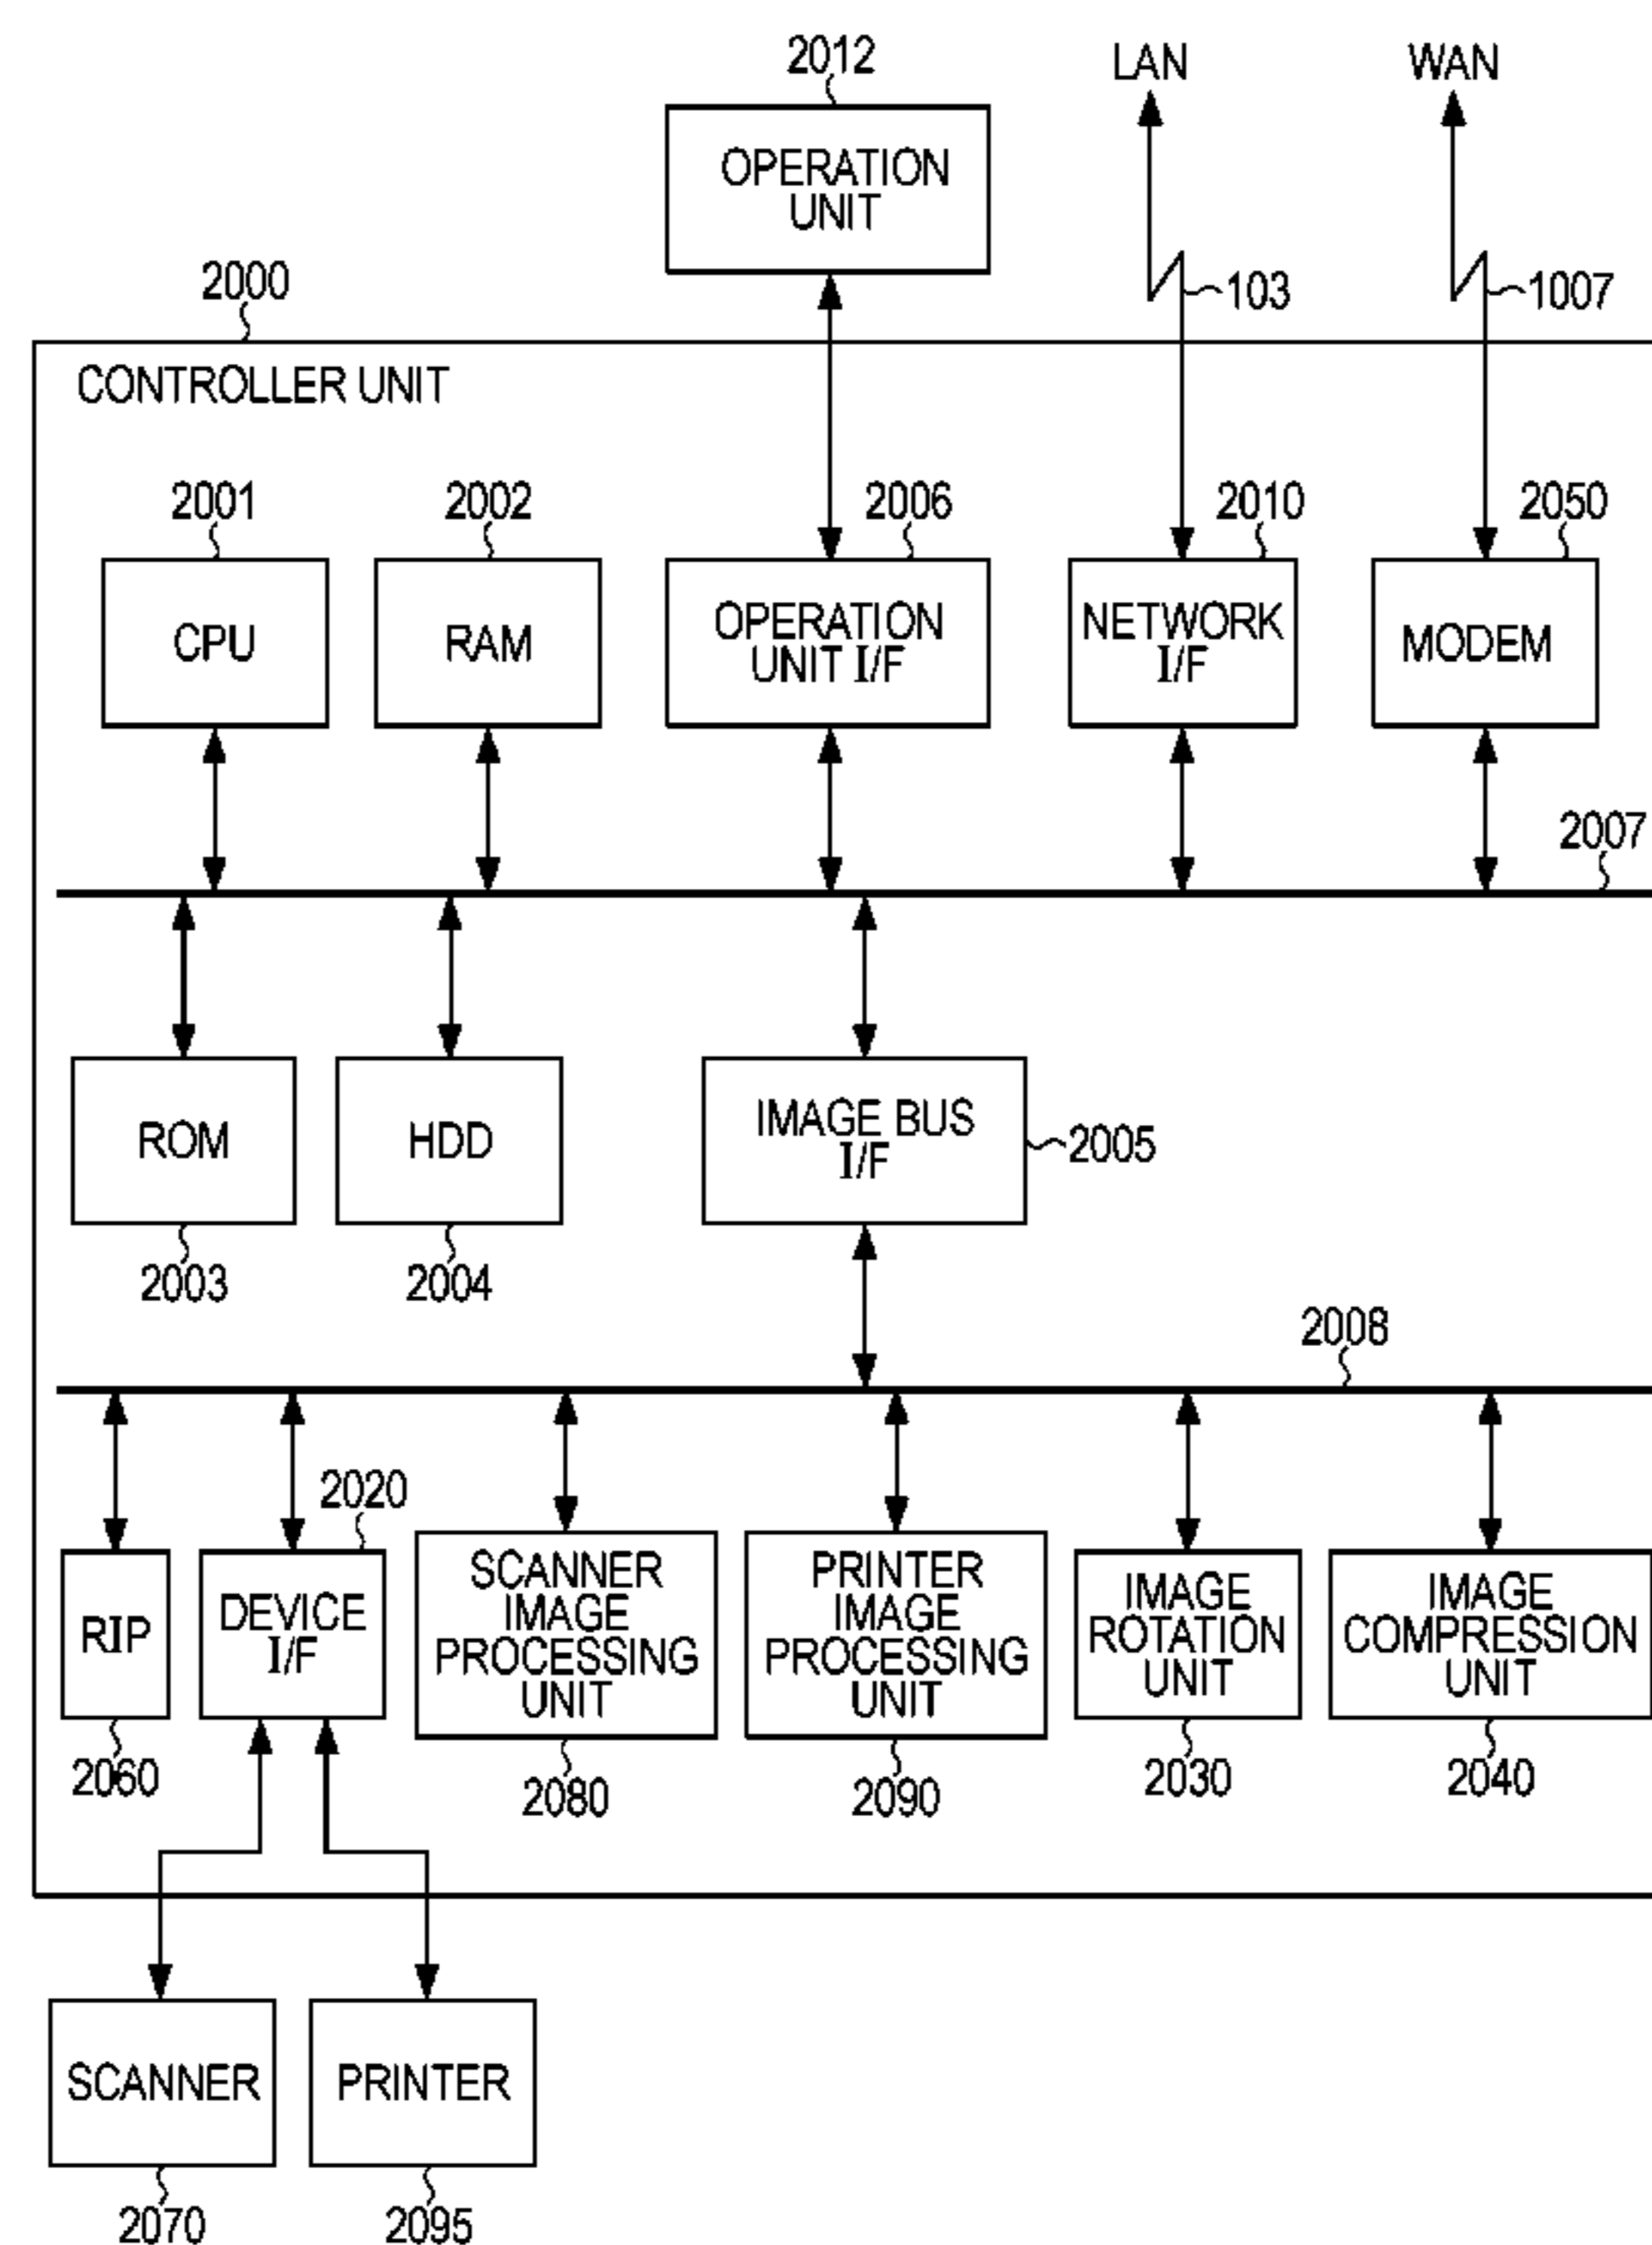 2012
LAN
WAN
OPERATION
UNIT
2000
103
1007
CONTROLLER UNIT
2001
2002
2006
2010
2050
CPU
RAM
OPERATION
UNIT I/F
NETWORK
I/F
MODEM
2007
ROM
HDD
IMAGE BUS
I/F
2005
2003
2004
2008
2020
RIP
DEVICE
I/F
SCANNER
IMAGE
PROCESSING
UNIT
PRINTER
IMAGE
PROCESSING
UNIT
IMAGE
ROTATION
UNIT
IMAGE
COMPRESSION
UNIT
2060
2080
2090
2030
2040
SCANNER
PRINTER
2070
2095